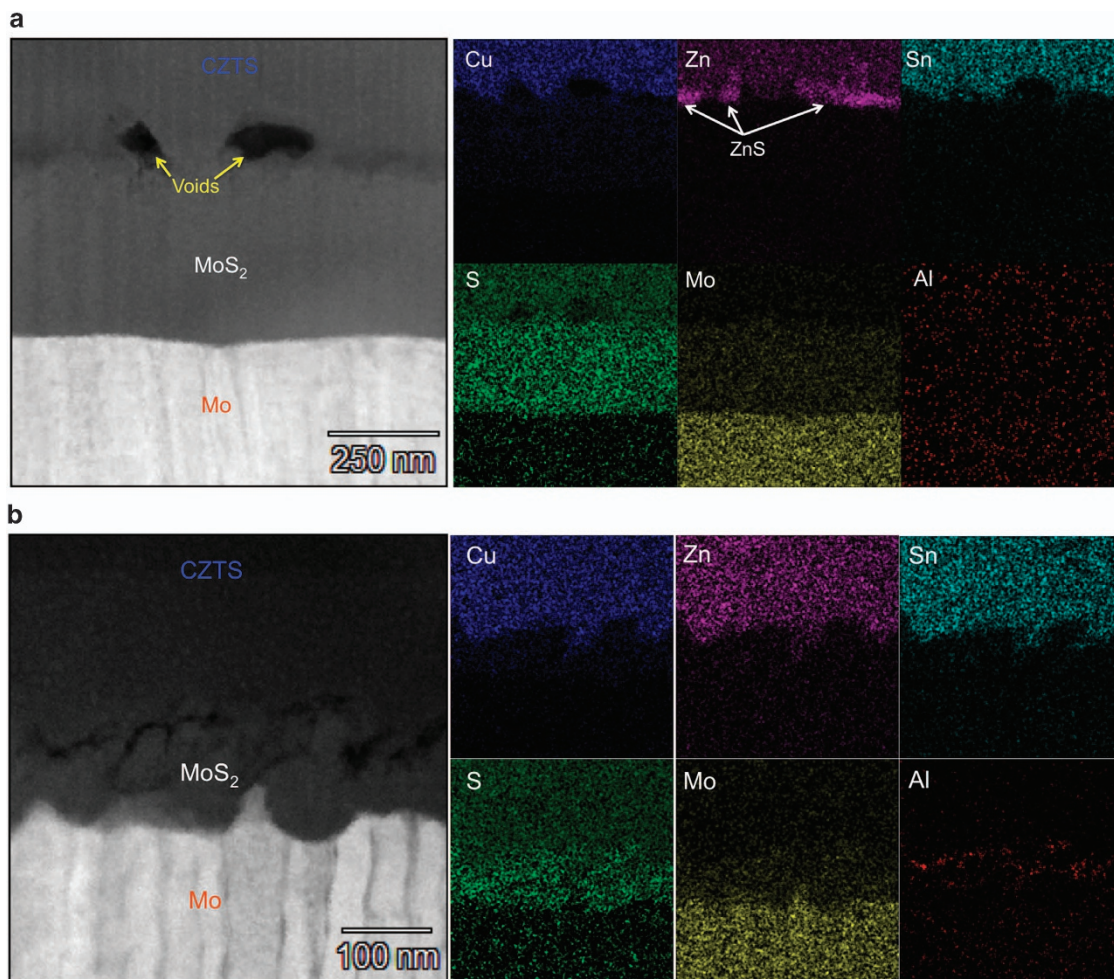 a
CZTS
Voids
MoS₂
Mo
250 nm
Cu
Zn
Sn
ZnS
S
Mo
Al
b
CZTS
MoS₂
Mo
100 nm
Cu
Zn
Sn
S
Mo
Al